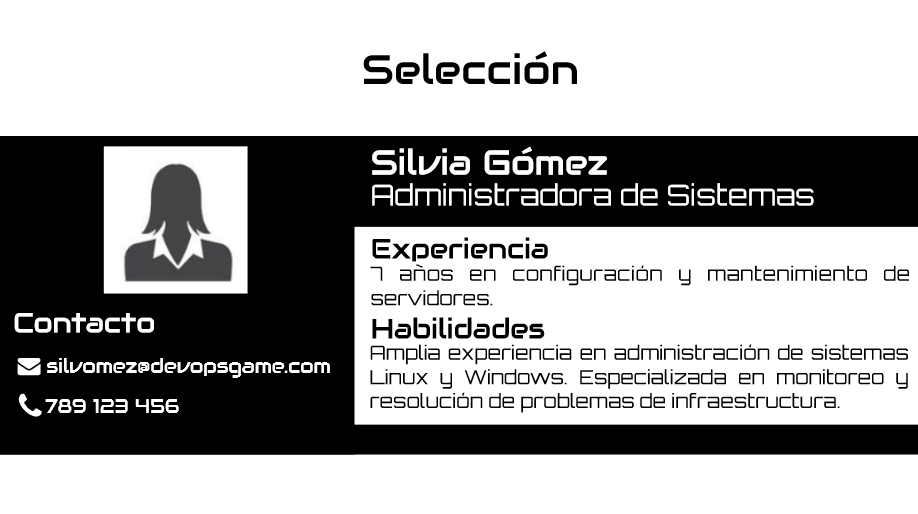 Selección
Silvia Gómez
Administradora de Sistemas
Experiencia
7 años en configuración y mantenimiento de
servidores.
Habilidades
Amplia experiencia en administración de sistemas
Linux y Windows. Especializada en monitoreo y
resolución de problemas de infraestructura.
Contacto
silvomez@devopsgame.com
789 123 456